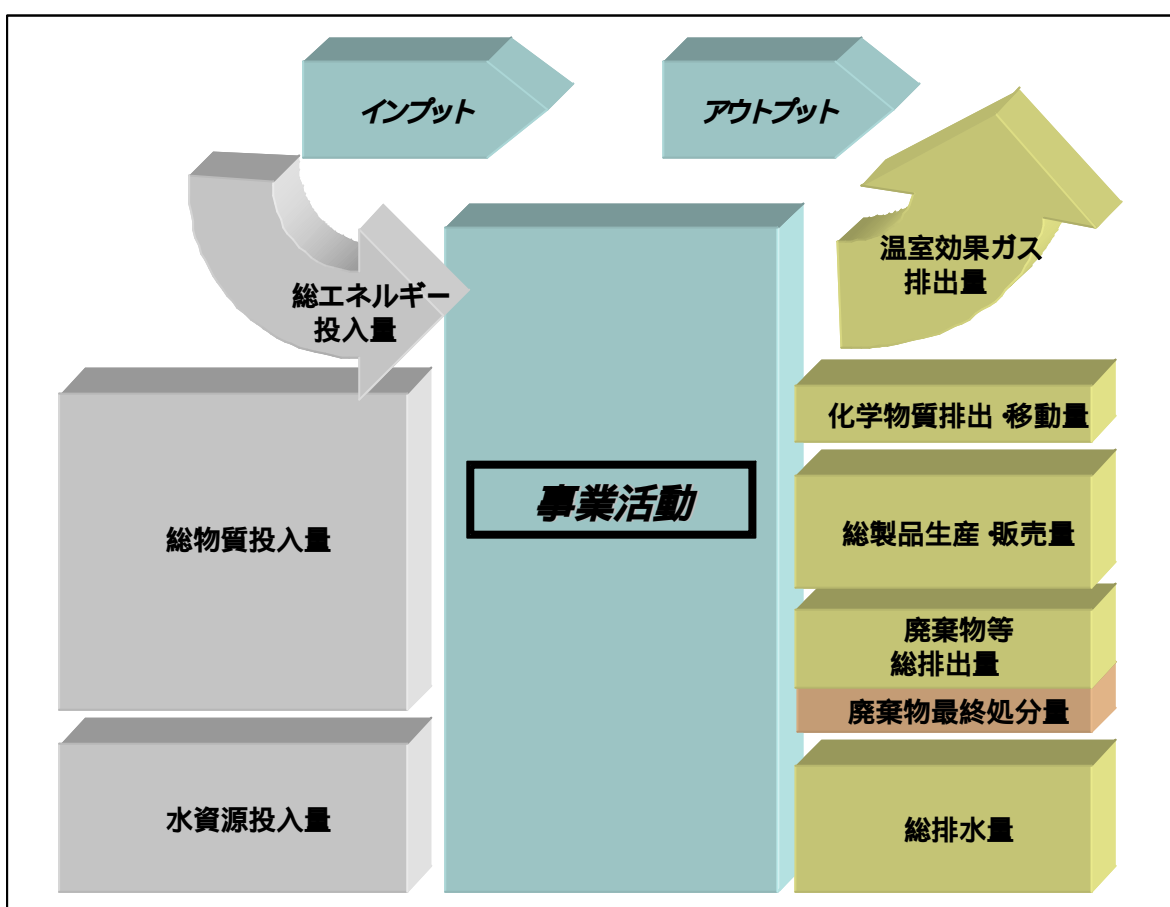 インプット
アウトプット
総エネルギー
投入量
総物質投入量
水資源投入量
事業活動
温室効果ガス
排出量
化学物質排出・移動量
総製品生産・販売量
廃棄物等
総排出量
廃棄物最終処分量
総排水量